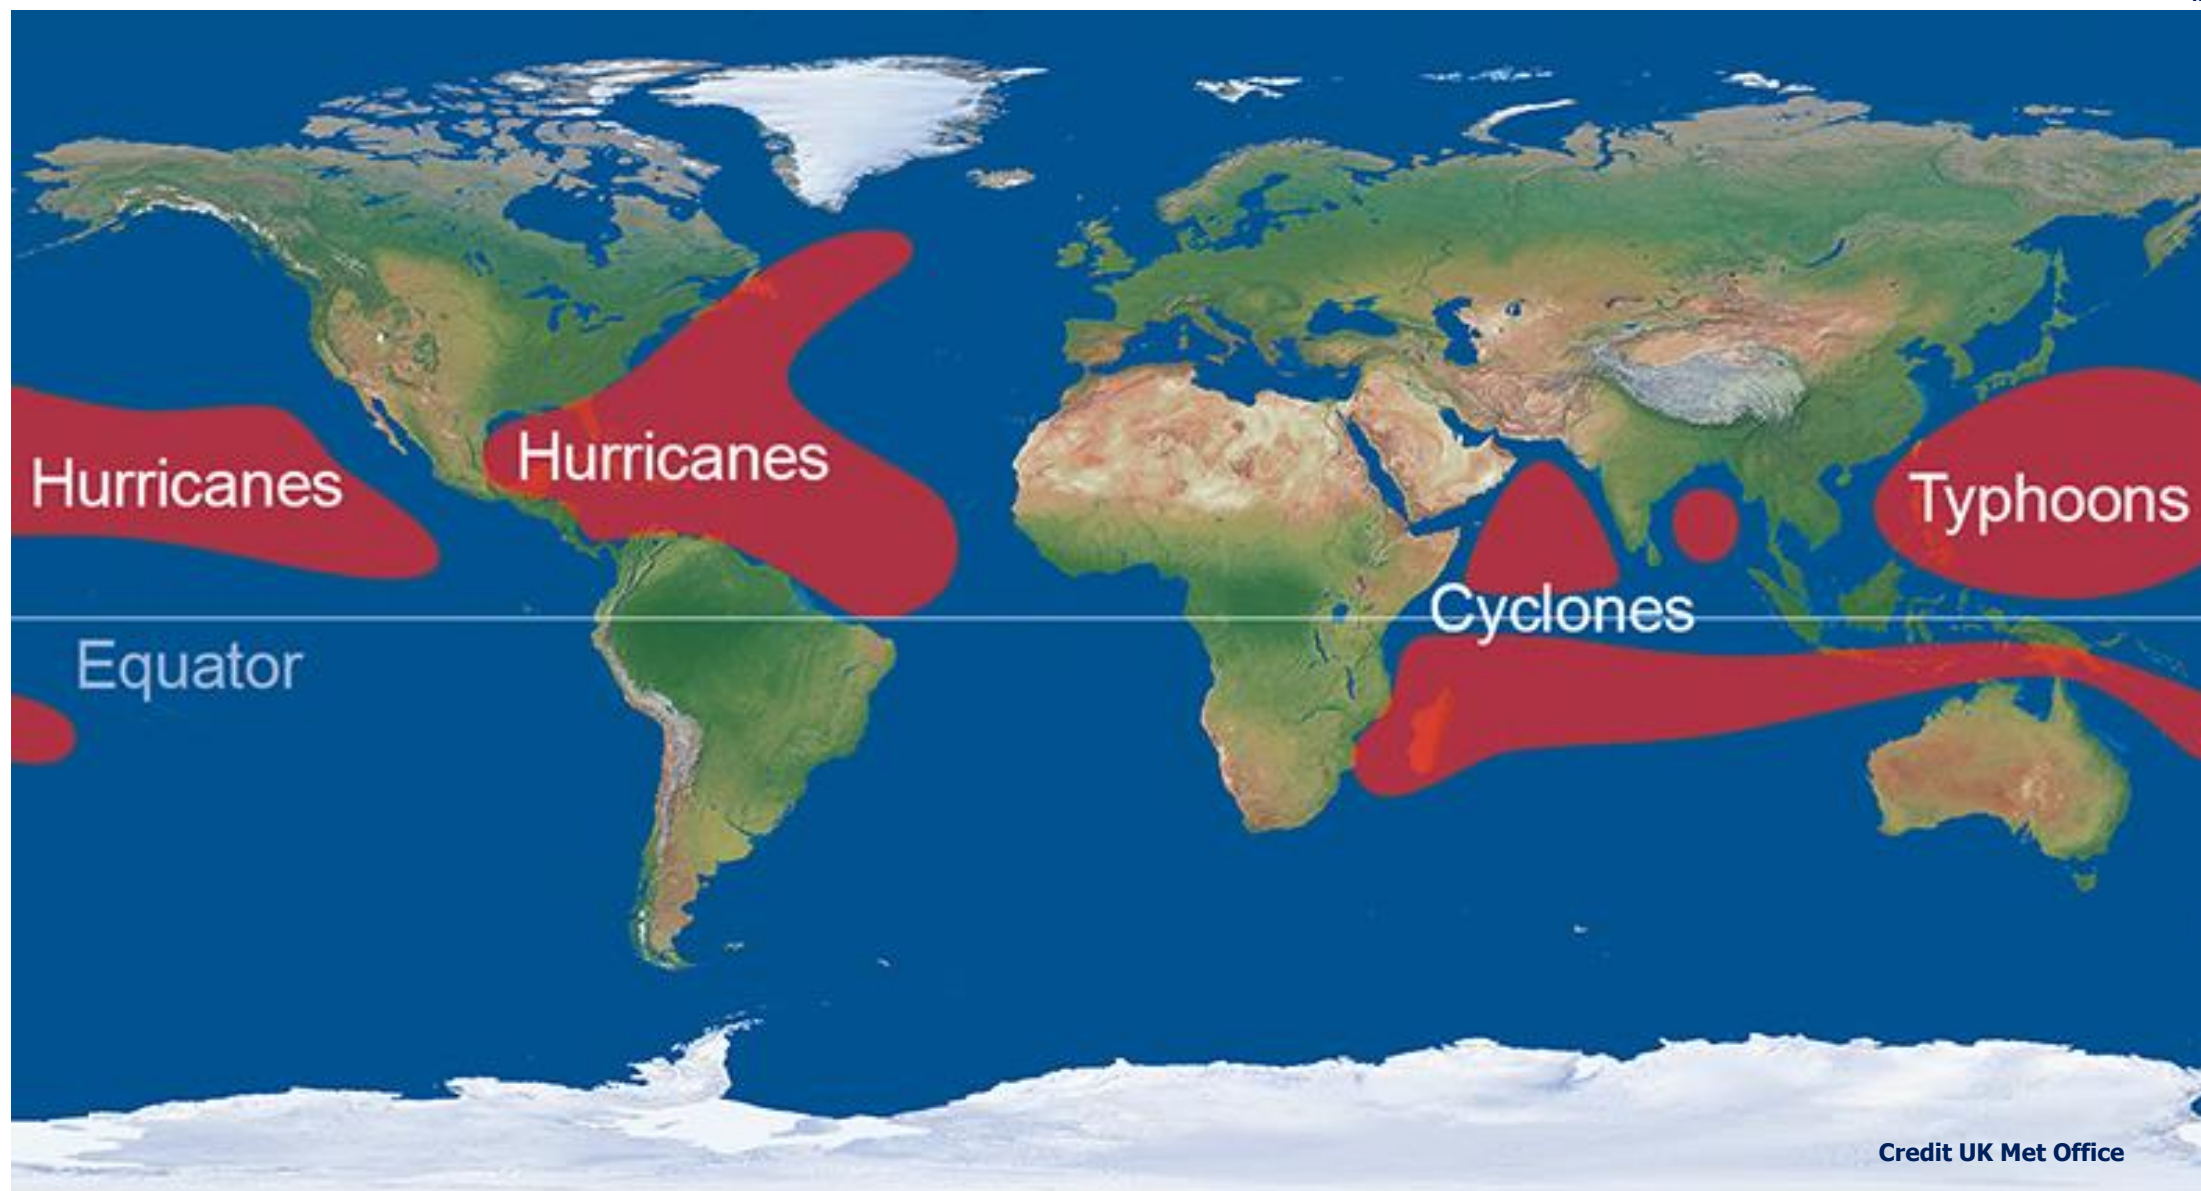 Hurricanes
Hurricanes
Typhoons
Cyclones
Equator
Credit UK Met Office